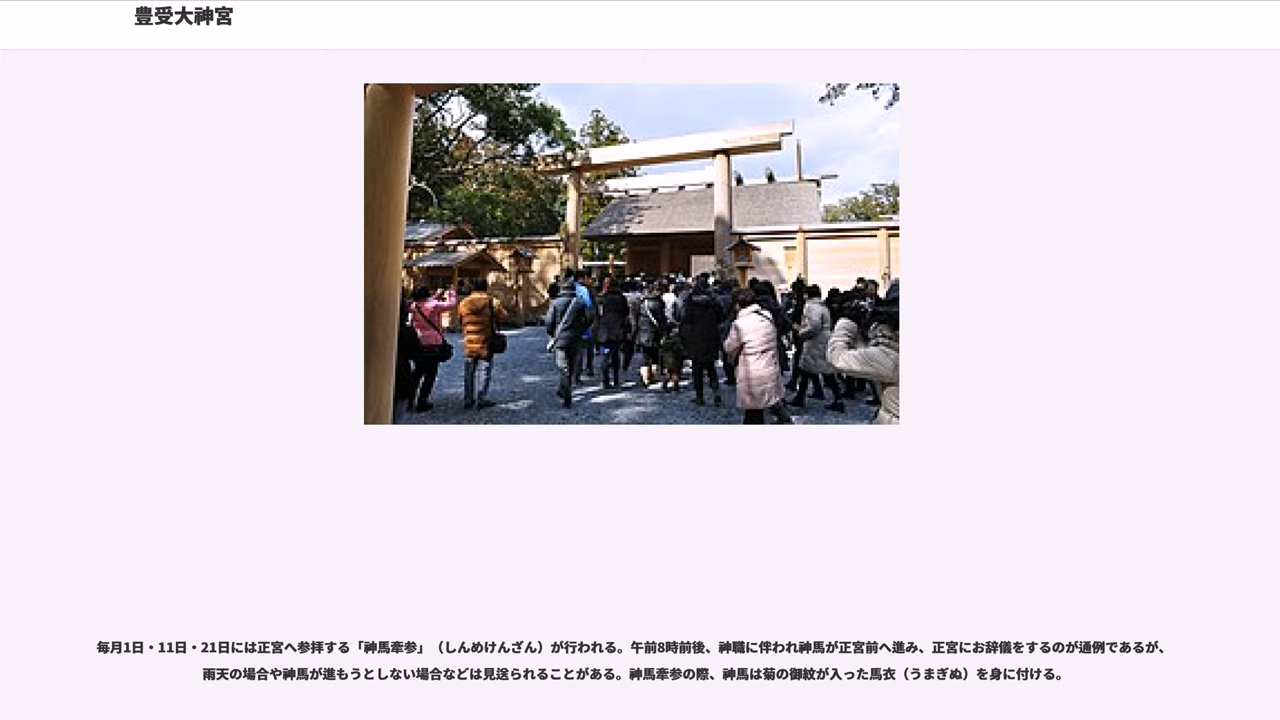 豊受大神宮
毎月1日・11日・21日には正宮へ参拝する「神馬牽参」（しんめけんざん）が行われる。午前8時前後、神職に伴われ神馬が正宮前へ進み、正宮にお辞儀をするのが通例であるが、
雨天の場合や神馬が進もうとしない場合などは見送られることがある。神馬牽参の際、神馬は菊の御紋が入った馬衣（うまぎぬ）を身に付ける。